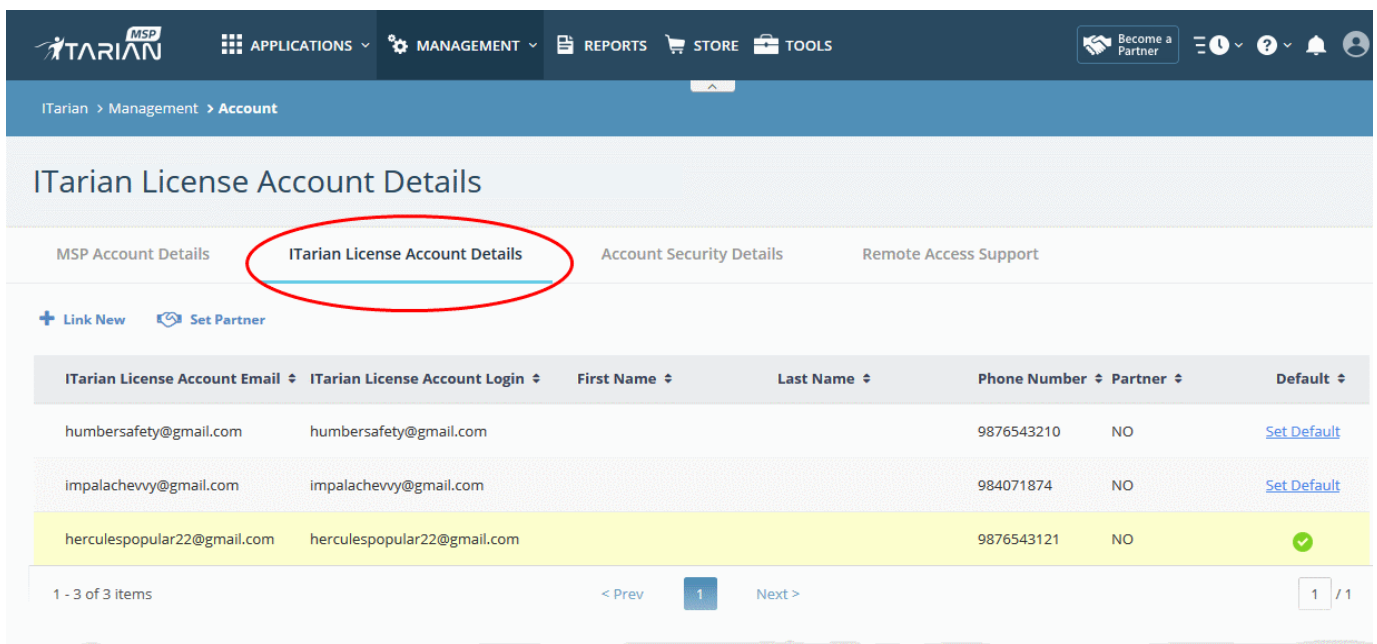 ITARIAN MSP APPLICATIONS MANAGEMENT REPORTS STORE TOOLS Become a Partner
ITarian > Management > Account
ITarian License Account Details
MSP Account Details ITarian License Account Details Account Security Details Remote Access Support
Link New Set Partner
ITarian License Account Email ITarian License Account Login First Name Last Name Phone Number Partner Default
humbersafety@gmail.com humbersafety@gmail.com 9876543210 NO Set Default
impalachevvy@gmail.com impalachevvy@gmail.com 984071874 NO Set Default
herculespopular22@gmail.com herculespopular22@gmail.com 9876543121 NO
1 - 3 of 3 items < Prev 1 Next > 1 / 1